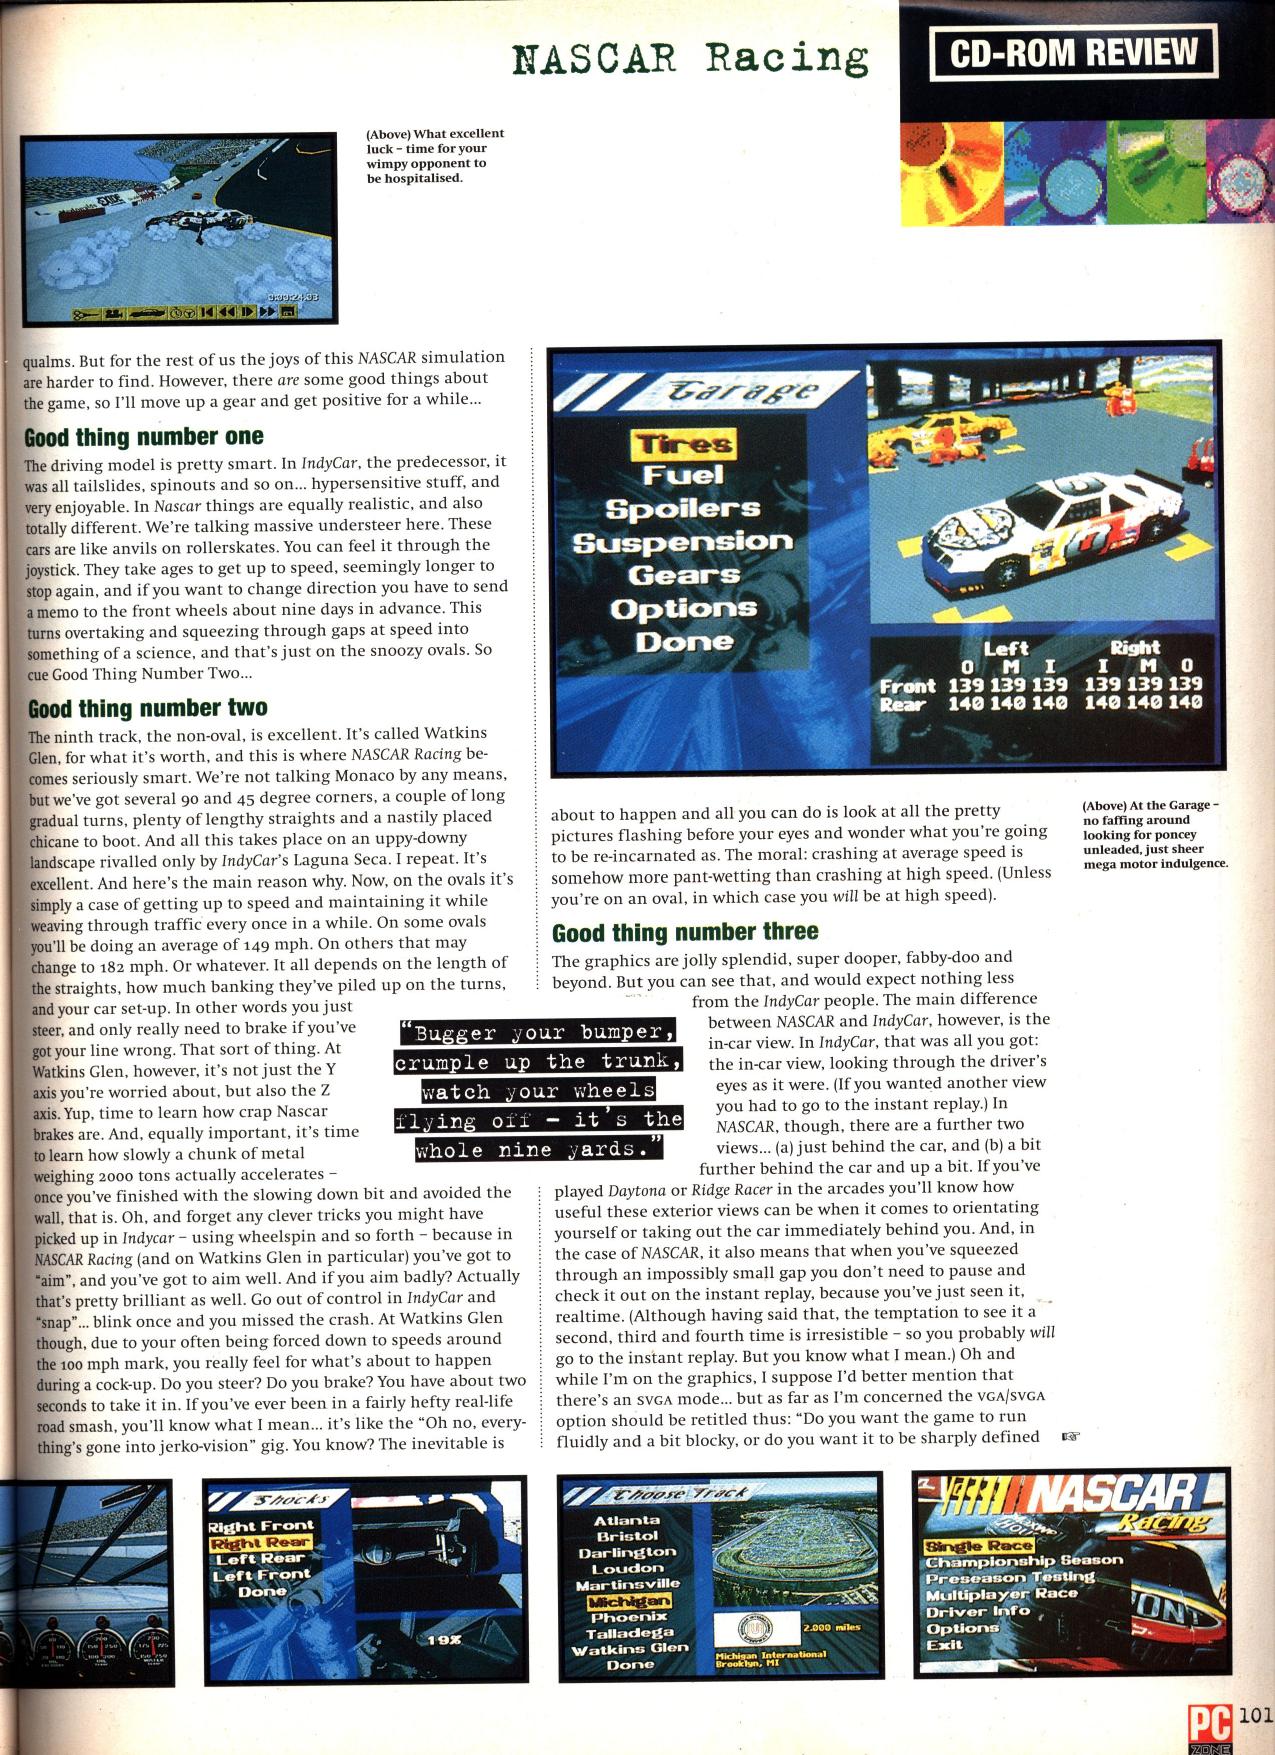 NASCAR Racing
CD-ROM REVIEW
(Above) What excellent
luck – time for your
wimpy opponent to
be hospitalised.
EXIDE
0:00:24.03
qualms. But for the rest of us the joys of this NASCAR simulation
are harder to find. However, there are some good things about
the game, so I'll move up a gear and get positive for a while...
Good thing number one
The driving model is pretty smart. In IndyCar, the predecessor, it
was all tailslides, spinouts and so on... hypersensitive stuff, and
very enjoyable. In Nascar things are equally realistic, and also
totally different. We're talking massive understeer here. These
cars are like anvils on rollerskates. You can feel it through the
joystick. They take ages to get up to speed, seemingly longer to
stop again, and if you want to change direction you have to send
a memo to the front wheels about nine days in advance. This
turns overtaking and squeezing through gaps at speed into
something of a science, and that's just on the snoozy ovals. So
cue Good Thing Number Two...
Good thing number two
The ninth track, the non-oval, is excellent. It's called Watkins
Glen, for what it's worth, and this is where NASCAR Racing be-
comes seriously smart. We're not talking Monaco by any means,
but we've got several 90 and 45 degree corners, a couple of long
gradual turns, plenty of lengthy straights and a nastily placed
chicane to boot. And all this takes place on an uppy-downy
landscape rivalled only by IndyCar's Laguna Seca. I repeat. It's
excellent. And here's the main reason why. Now, on the ovals it's
simply a case of getting up to speed and maintaining it while
weaving through traffic every once in a while. On some ovals
you'll be doing an average of 149 mph. On others that may
change to 182 mph. Or whatever. It all depends on the length of
the straights, how much banking they've piled up on the turns,
and your car set-up. In other words you just
steer, and only really need to brake if you've
got your line wrong. That sort of thing. At
Watkins Glen, however, it's not just the Y
axis you're worried about, but also the Z
axis. Yup, time to learn how crap Nascar
brakes are. And, equally important, it's time
to learn how slowly a chunk of metal
weighing 2000 tons actually accelerates –
once you've finished with the slowing down bit and avoided the
wall, that is. Oh, and forget any clever tricks you might have
picked up in Indycar – using wheelspin and so forth – because in
NASCAR Racing (and on Watkins Glen in particular) you've got to
"aim", and you've got to aim well. And if you aim badly? Actually
that's pretty brilliant as well. Go out of control in IndyCar and
"snap"... blink once and you missed the crash. At Watkins Glen
though, due to your often being forced down to speeds around
the 100 mph mark, you really feel for what's about to happen
during a cock-up. Do you steer? Do you brake? You have about two
seconds to take it in. If you've ever been in a fairly hefty real-life
road smash, you'll know what I mean... it's like the "Oh no, every-
thing's gone into jerko-vision" gig. You know? The inevitable is
"Bugger your bumper,
crumple up the trunk,
watch your wheels
flying off – it's the
whole nine yards."
Garage
Tires
Fuel
Spoilers
Suspension
Gears
Options
Done
17
Left Right
O M I I M O
Front 139 139 139 139 139 139
Rear 140 140 140 140 140 140
(Above) At the Garage –
no faffing around
looking for poncey
unleaded, just sheer
mega motor indulgence.
about to happen and all you can do is look at all the pretty
pictures flashing before your eyes and wonder what you're going
to be re-incarnated as. The moral: crashing at average speed is
somehow more pant-wetting than crashing at high speed. (Unless
you're on an oval, in which case you will be at high speed).
Good thing number three
The graphics are jolly splendid, super dooper, fabby-doo and
beyond. But you can see that, and would expect nothing less
from the IndyCar people. The main difference
between NASCAR and IndyCar, however, is the
in-car view. In IndyCar, that was all you got:
the in-car view, looking through the driver's
eyes as it were. (If you wanted another view
you had to go to the instant replay.) In
NASCAR, though, there are a further two
views... (a) just behind the car, and (b) a bit
further behind the car and up a bit. If you've
played Daytona or Ridge Racer in the arcades you'll know how
useful these exterior views can be when it comes to orientating
yourself or taking out the car immediately behind you. And, in
the case of NASCAR, it also means that when you've squeezed
through an impossibly small gap you don't need to pause and
check it out on the instant replay, because you've just seen it,
realtime. (Although having said that, the temptation to see it a
second, third and fourth time is irresistible – so you probably will
go to the instant replay. But you know what I mean.) Oh and
while I'm on the graphics, I suppose I'd better mention that
there's an SVGA mode... but as far as I'm concerned the VGA/SVGA
option should be retitled thus: "Do you want the game to run
fluidly and a bit blocky, or do you want it to be sharply defined
Shocks
Right Front
Right Rear
Left Rear
Left Front
Done
19%
Choose Track
Atlanta
Bristol
Darlington
Loudon
Martinsville
Michigan
Phoenix
Talladega
Watkins Glen
Done
2.000 miles
Michigan International
Brooklyn, MI
NASCAR
Racing
Single Race
Championship Season
Preseason Testing
Multiplayer Race
Driver Info
Options
Exit
PC
ZONE
101